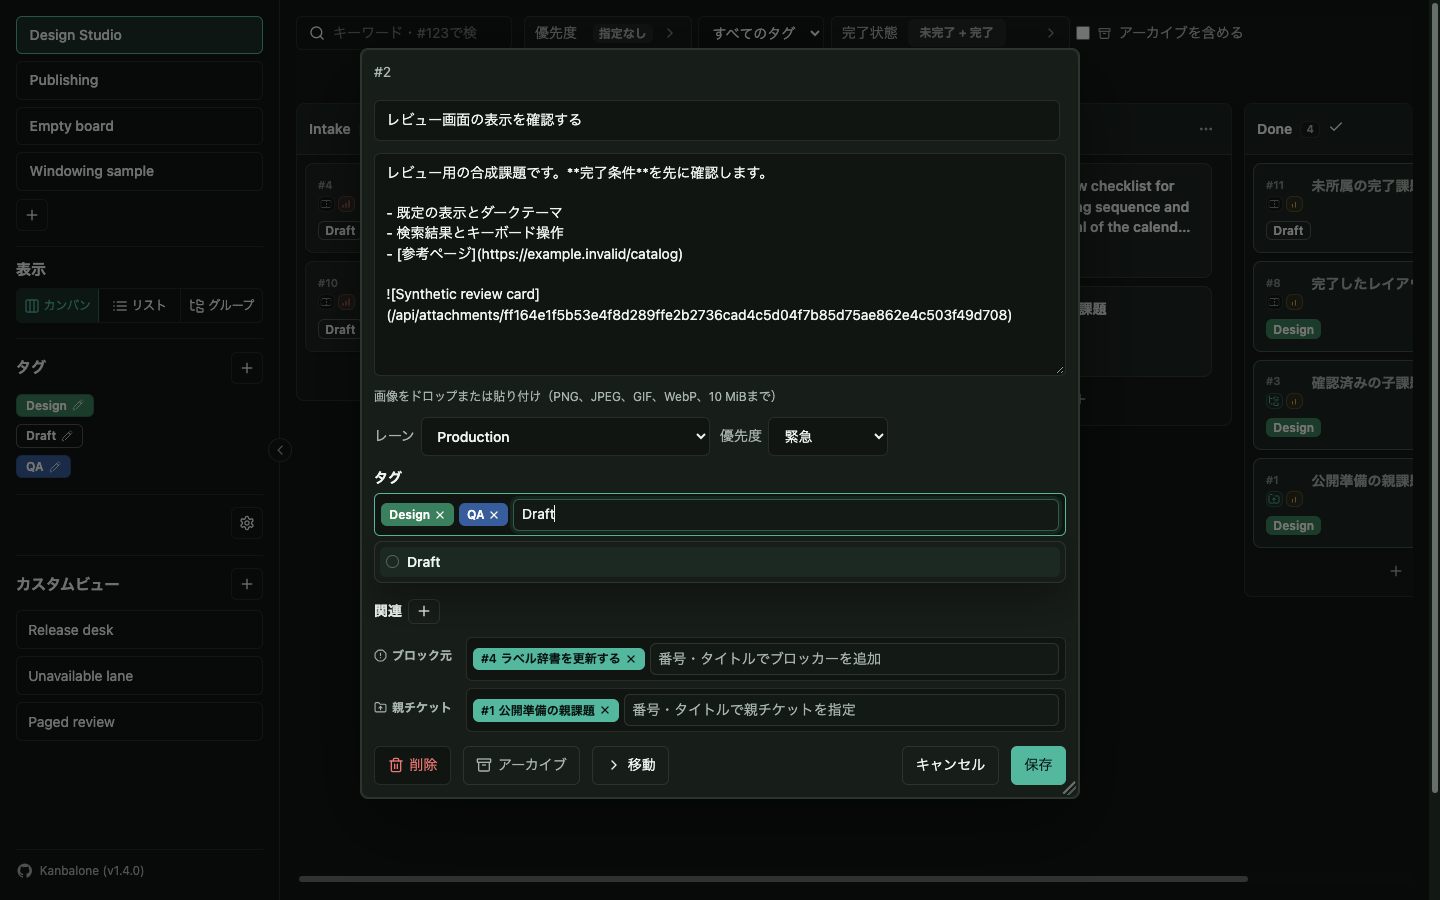 Design Studio
Publishing
Empty board
Windowing sample
表示
カンバン
リスト
グループ
タグ
Design
Draft
QA
カスタムビュー
Release desk
Unavailable lane
Paged review
Kanbalone (v1.4.0)
キーワード・#123で検
優先度 指定なし
すべてのタグ
完了状態 未完了 + 完了
アーカイブを含める
Intake
#4
Draft
#10
Draft
#2
レビュー画面の表示を確認する
レビュー用の合成課題です。**完了条件**を先に確認します。
- 既定の表示とダークテーマ
- 検索結果とキーボード操作
- [参考ページ](https://example.invalid/catalog)
![Synthetic review card]
(/api/attachments/ff164e1f5b53e4f8d289ffe2b2736cad4c5d04f7b85d75ae862e4c503f49d708)
画像をドロップまたは貼り付け（PNG、JPEG、GIF、WebP、10 MiBまで）
レーン Production 優先度 緊急
タグ
Design QA Draft
Draft
関連
ブロック元 #4 ラベル辞書を更新する 番号・タイトルでブロッカーを追加
親チケット #1 公開準備の親課題 番号・タイトルで親チケットを指定
削除 アーカイブ 移動 キャンセル 保存
w checklist for
ng sequence and
al of the calend...
課題
Done 4
#11 未所属の完了課
Draft
#8 完了したレイア
Design
#3 確認済みの子課
Design
#1 公開準備の親課
Design